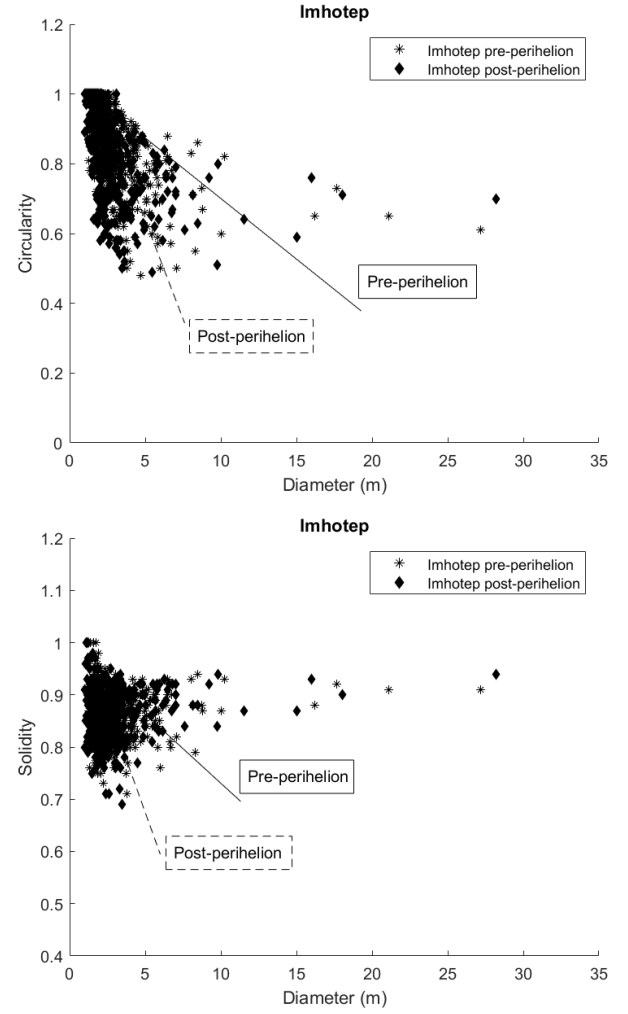 Imhotep
1.2
Imhotep pre-perihelion
Imhotep post-perihelion
1
0.8
0.6
0.4
0.2
0
Circularity
Pre-perihelion
Post-perihelion
0 5 10 15 20 25 30 35
Diameter (m)
Imhotep
1.2
Imhotep pre-perihelion
Imhotep post-perihelion
1.1
1
0.9
0.8
0.7
0.6
0.5
0.4
Solidity
Pre-perihelion
Post-perihelion
0 5 10 15 20 25 30 35
Diameter (m)